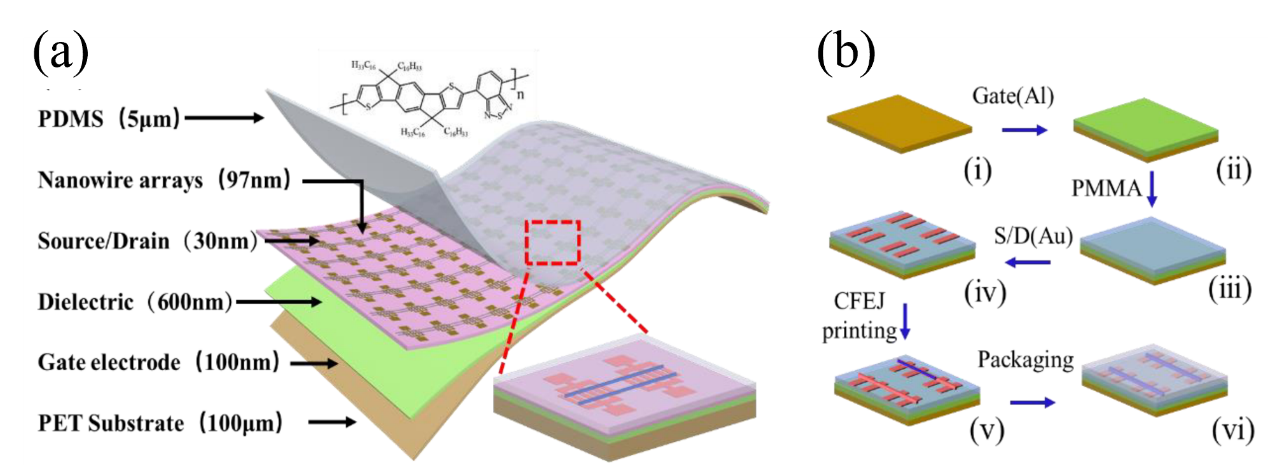 (a)
H₃₃C₁₆ C₁₆H₃₃
S
S
n
N S N
H₃₃C₁₆ C₁₆H₃₃
PDMS (5μm)
Nanowire arrays (97nm)
Source/Drain (30nm)
Dielectric (600nm)
Gate electrode (100nm)
PET Substrate (100μm)
(b)
Gate(Al)
(i)
(ii)
PMMA
S/D(Au)
(iii)
(iv)
CFEJ
printing
(v)
Packaging
(vi)